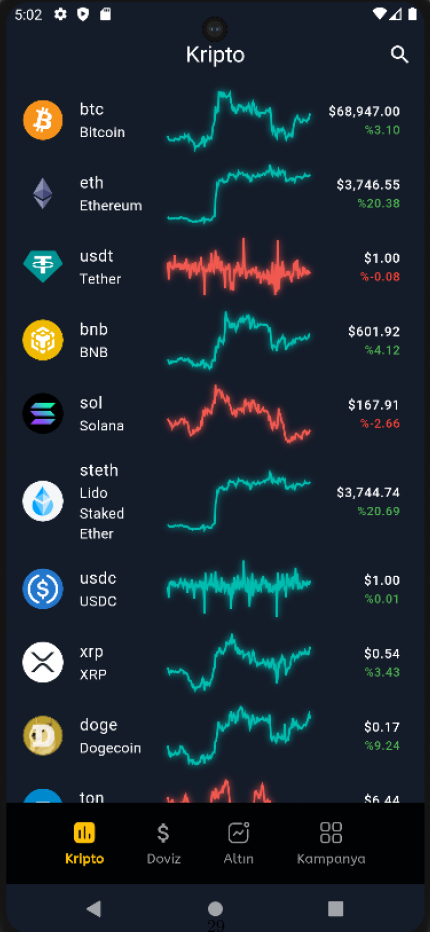 5:02
Kripto
btc
Bitcoin
$68,947.00
%3.10
eth
Ethereum
$3,746.55
%20.38
usdt
Tether
$1.00
%-0.08
bnb
BNB
$601.92
%4.12
sol
Solana
$167.91
%-2.66
steth
Lido
Staked
Ether
$3,744.74
%20.69
usdc
USDC
$1.00
%0.01
xrp
XRP
$0.54
%3.43
doge
Dogecoin
$0.17
%9.24
ton
$6.44
Kripto
Doviz
Altın
Kampanya
29